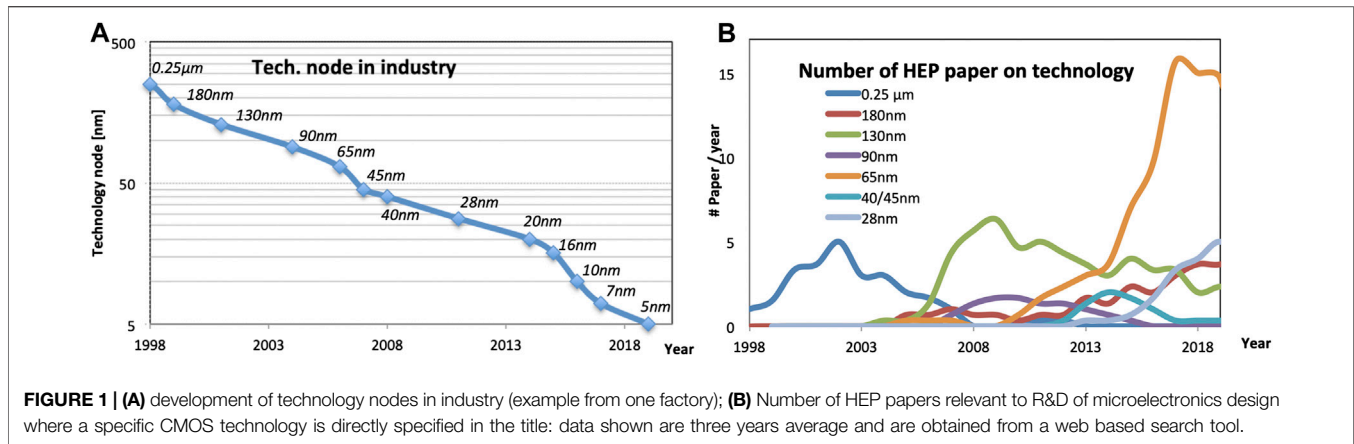 A
500
50
5
Technology node [nm]
Tech. node in industry
0.25µm
180nm
130nm
90nm
65nm
45nm
40nm
28nm
20nm
16nm
10nm
7nm
5nm
1998
2003
2008
2013
2018
Year
B
15
10
5
0
# Paper / year
Number of HEP paper on technology
0.25 µm
180nm
130nm
90nm
65nm
40/45nm
28nm
1998
2003
2008
2013
2018
Year
FIGURE 1 | (A) development of technology nodes in industry (example from one factory); (B) Number of HEP papers relevant to R&D of microelectronics design
where a specific CMOS technology is directly specified in the title: data shown are three years average and are obtained from a web based search tool.